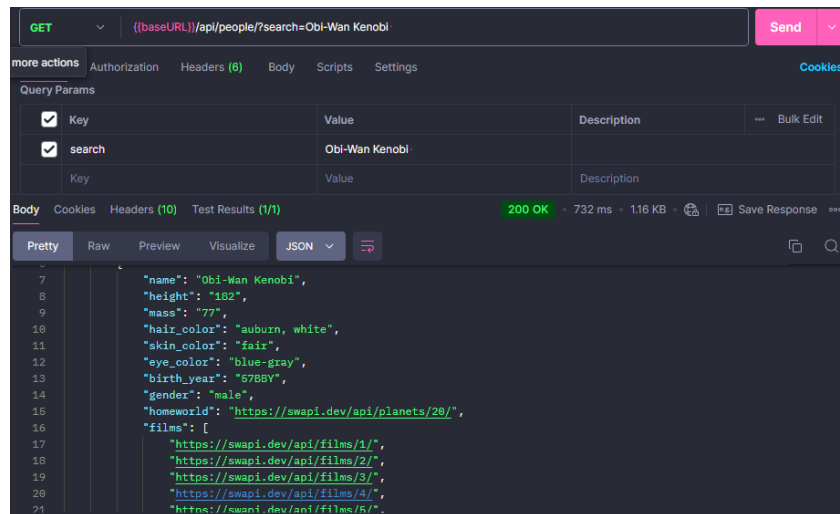 GET {{baseURL}}/api/people/?search=Obi-Wan Kenobi Send
more actions Authorization Headers (6) Body Scripts Settings Cookies
Query Params
Key Value Description Bulk Edit
search Obi-Wan Kenobi
Key Value Description
Body Cookies Headers (10) Test Results (1/1) 200 OK 732 ms 1.16 KB Save Response
Pretty Raw Preview Visualize JSON
7 "name": "Obi-Wan Kenobi",
8 "height": "182",
9 "mass": "77",
10 "hair_color": "auburn, white",
11 "skin_color": "fair",
12 "eye_color": "blue-gray",
13 "birth_year": "57BBY",
14 "gender": "male",
15 "homeworld": "https://swapi.dev/api/planets/20/",
16 "films": [
17 "https://swapi.dev/api/films/1/",
18 "https://swapi.dev/api/films/2/",
19 "https://swapi.dev/api/films/3/",
20 "https://swapi.dev/api/films/4/",
21 "https://swapi.dev/api/films/5/",